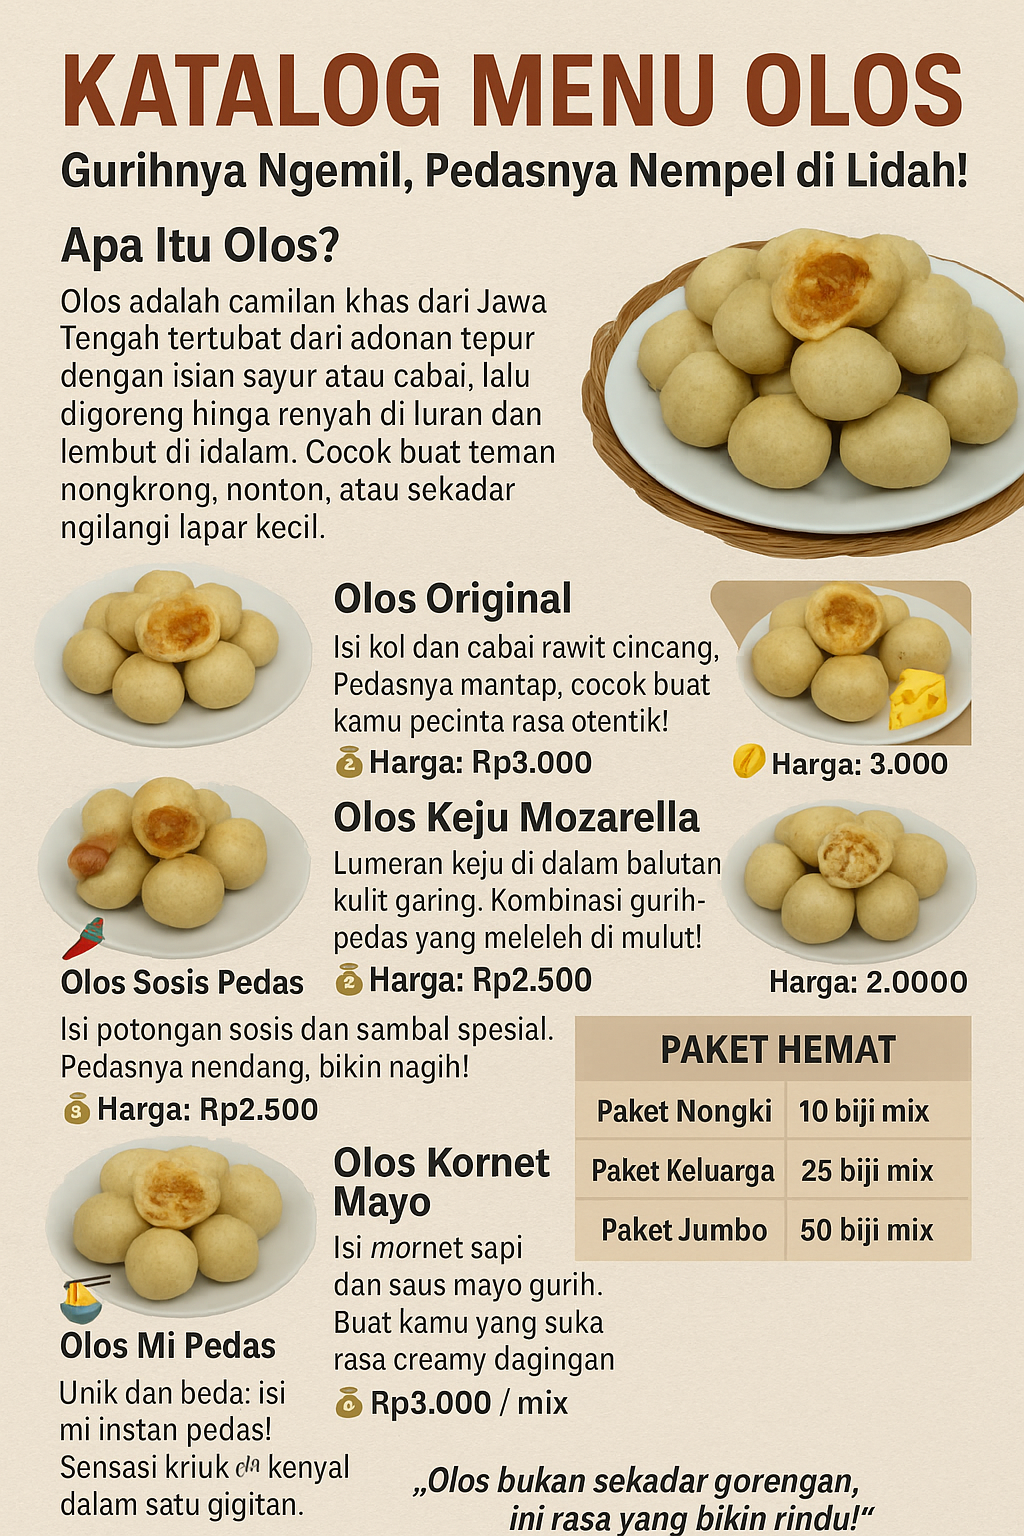 KATALOG MENU OLOS
Gurihnya Ngemil, Pedasnya Nempel di Lidah!
Apa Itu Olos?
Olos adalah camilan khas dari Jawa
Tengah tertubat dari adonan tepur
dengan isian sayur atau cabai, lalu
digoreng hinga renyah di luran dan
lembut di idalam. Cocok buat teman
nongkrong, nonton, atau sekadar
ngilangi lapar kecil.
Olos Original
Isi kol dan cabai rawit cincang,
Pedasnya mantap, cocok buat
kamu pecinta rasa otentik!
2 Harga: Rp3.000
Harga: 3.000
Olos Keju Mozarella
Lumeran keju di dalam balutan
kulit garing. Kombinasi gurih-
pedas yang meleleh di mulut!
2 Harga: Rp2.500
Harga: 2.0000
Olos Sosis Pedas
Isi potongan sosis dan sambal spesial.
Pedasnya nendang, bikin nagih!
3 Harga: Rp2.500
PAKET HEMAT
Paket Nongki 10 biji mix
Paket Keluarga 25 biji mix
Paket Jumbo 50 biji mix
Olos Kornet
Mayo
Isi mornet sapi
dan saus mayo gurih.
Buat kamu yang suka
rasa creamy dagingan
Rp3.000 / mix
Olos Mi Pedas
Unik dan beda: isi
mi instan pedas!
Sensasi kriuk kenyal
dalam satu gigitan.
„Olos bukan sekadar gorengan,
ini rasa yang bikin rindu!“